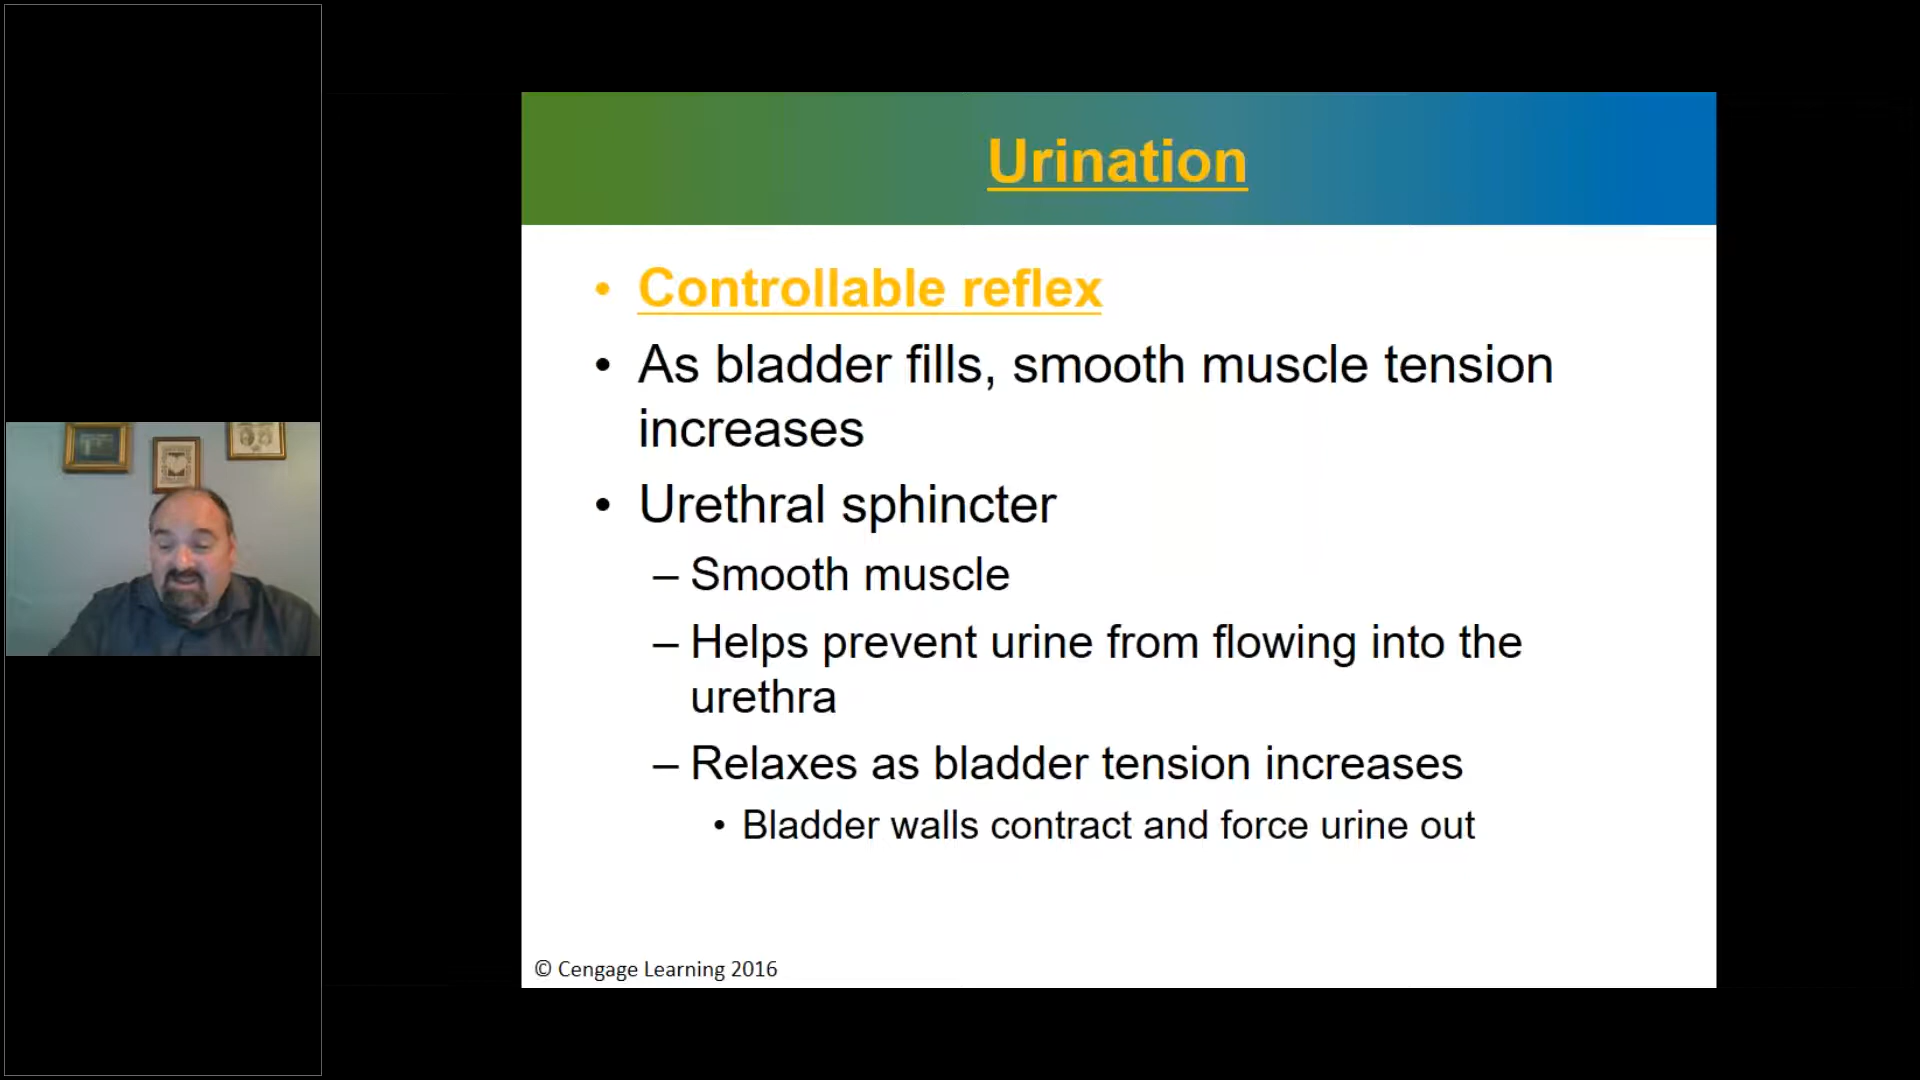 Urination
• Controllable reflex
• As bladder fills, smooth muscle tension
increases
• Urethral sphincter
– Smooth muscle
– Helps prevent urine from flowing into the
urethra
– Relaxes as bladder tension increases
• Bladder walls contract and force urine out
© Cengage Learning 2016